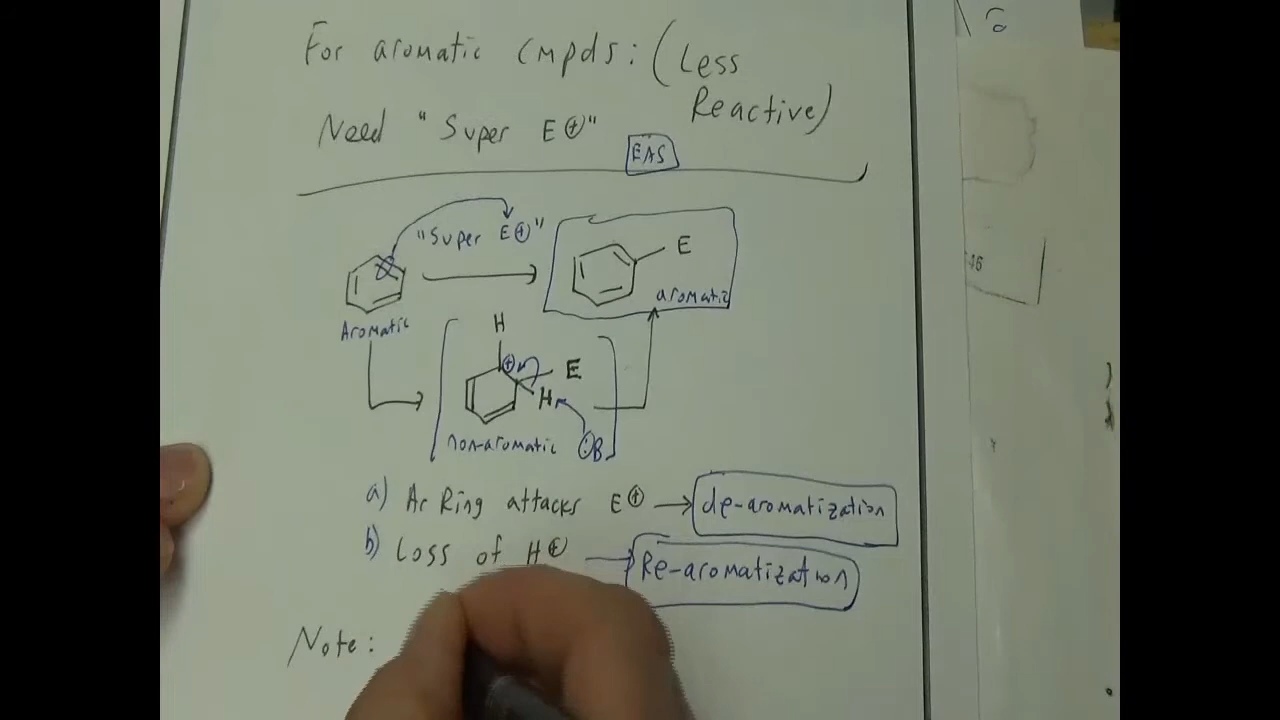 For aromatic cmpds: (Less
Reactive)
Need "Super E⊕"
EAS
"Super E⊕"
E
aromatic
Aromatic
H
⊕
E
H
non-aromatic
:B
a) Ar Ring attacks E⊕ → de-aromatization
b) Loss of H⊕ → Re-aromatization
Note: